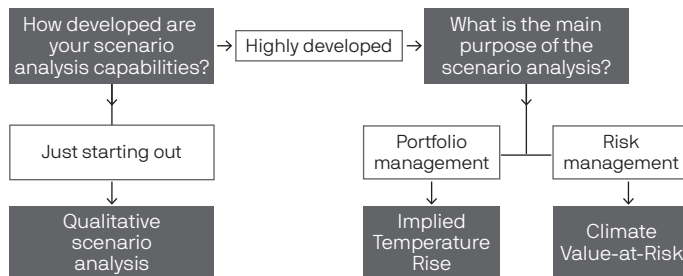 How developed are
your scenario
analysis capabilities?
Highly developed
What is the main
purpose of the
scenario analysis?
Just starting out
Portfolio
management
Risk
management
Qualitative
scenario
analysis
Implied
Temperature
Rise
Climate
Value-at-Risk